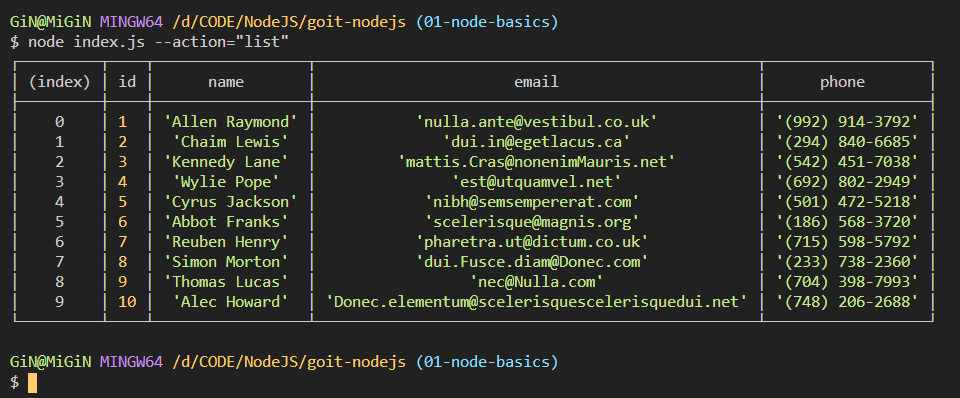 GiN@MiGiN MINGW64 /d/CODE/NodeJS/goit-nodejs (01-node-basics)
$ node index.js --action="list"
(index) id name email phone
0 1 'Allen Raymond' 'nulla.ante@vestibul.co.uk' '(992) 914-3792'
1 2 'Chaim Lewis' 'dui.in@egetlacus.ca' '(294) 840-6685'
2 3 'Kennedy Lane' 'mattis.Cras@nonenimMauris.net' '(542) 451-7038'
3 4 'Wylie Pope' 'est@utquamvel.net' '(692) 802-2949'
4 5 'Cyrus Jackson' 'nibh@semsempererat.com' '(501) 472-5218'
5 6 'Abbot Franks' 'scelerisque@magnis.org' '(186) 568-3720'
6 7 'Reuben Henry' 'pharetra.ut@dictum.co.uk' '(715) 598-5792'
7 8 'Simon Morton' 'dui.Fusce.diam@Donec.com' '(233) 738-2360'
8 9 'Thomas Lucas' 'nec@Nulla.com' '(704) 398-7993'
9 10 'Alec Howard' 'Donec.elementum@scelerisquescelerisquedui.net' '(748) 206-2688'
GiN@MiGiN MINGW64 /d/CODE/NodeJS/goit-nodejs (01-node-basics)
$